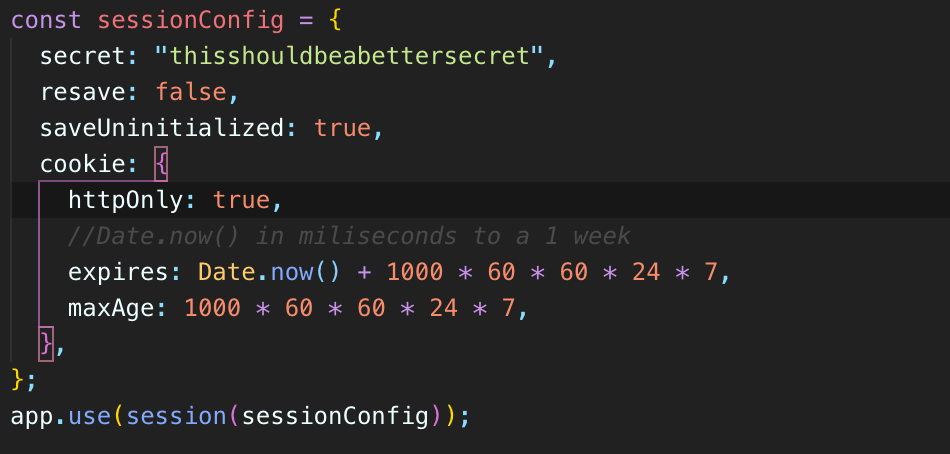 const sessionConfig = {
  secret: "thisshouldbeabettersecret",
  resave: false,
  saveUninitialized: true,
  cookie: {
    httpOnly: true,
    //Date.now() in miliseconds to a 1 week
    expires: Date.now() + 1000 * 60 * 60 * 24 * 7,
    maxAge: 1000 * 60 * 60 * 24 * 7,
  },
};
app.use(session(sessionConfig));